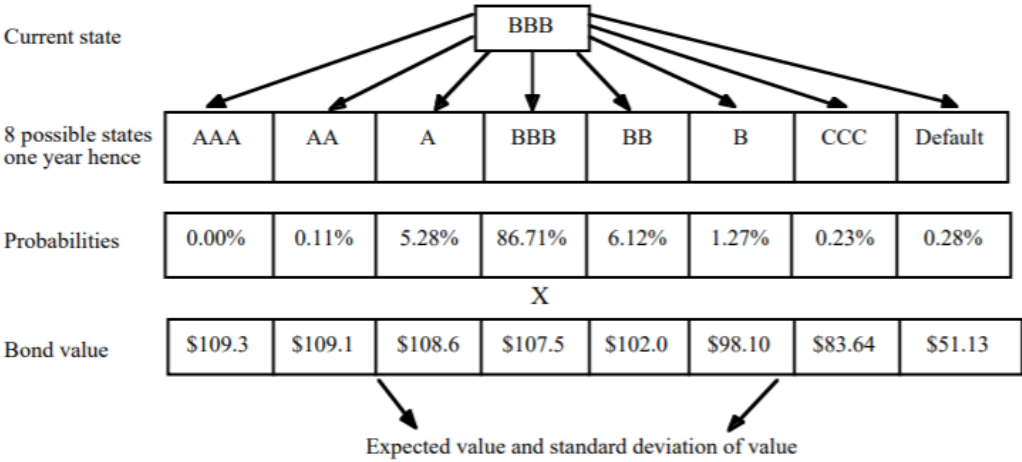 BBB
Current state
8 possible states
one year hence
AAA AA A BBB BB B CCC Default
Probabilities 0.00% 0.11% 5.28% 86.71% 6.12% 1.27% 0.23% 0.28%
X
Bond value $109.3 $109.1 $108.6 $107.5 $102.0 $98.10 $83.64 $51.13
Expected value and standard deviation of value